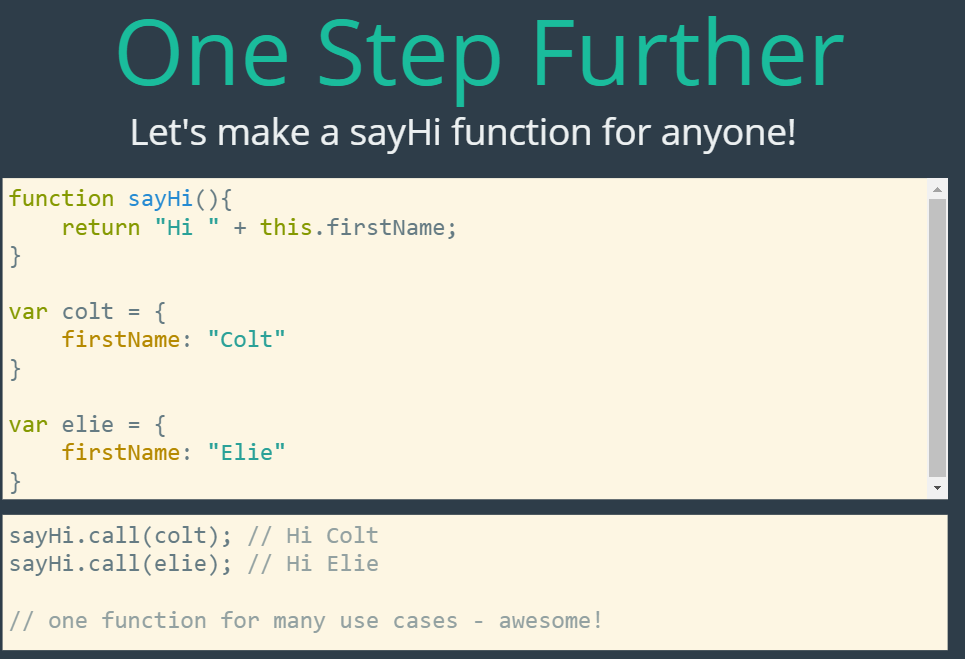 One Step Further
Let's make a sayHi function for anyone!
function sayHi(){
    return "Hi " + this.firstName;
}

var colt = {
    firstName: "Colt"
}

var elie = {
    firstName: "Elie"
}
sayHi.call(colt); // Hi Colt
sayHi.call(elie); // Hi Elie

// one function for many use cases - awesome!